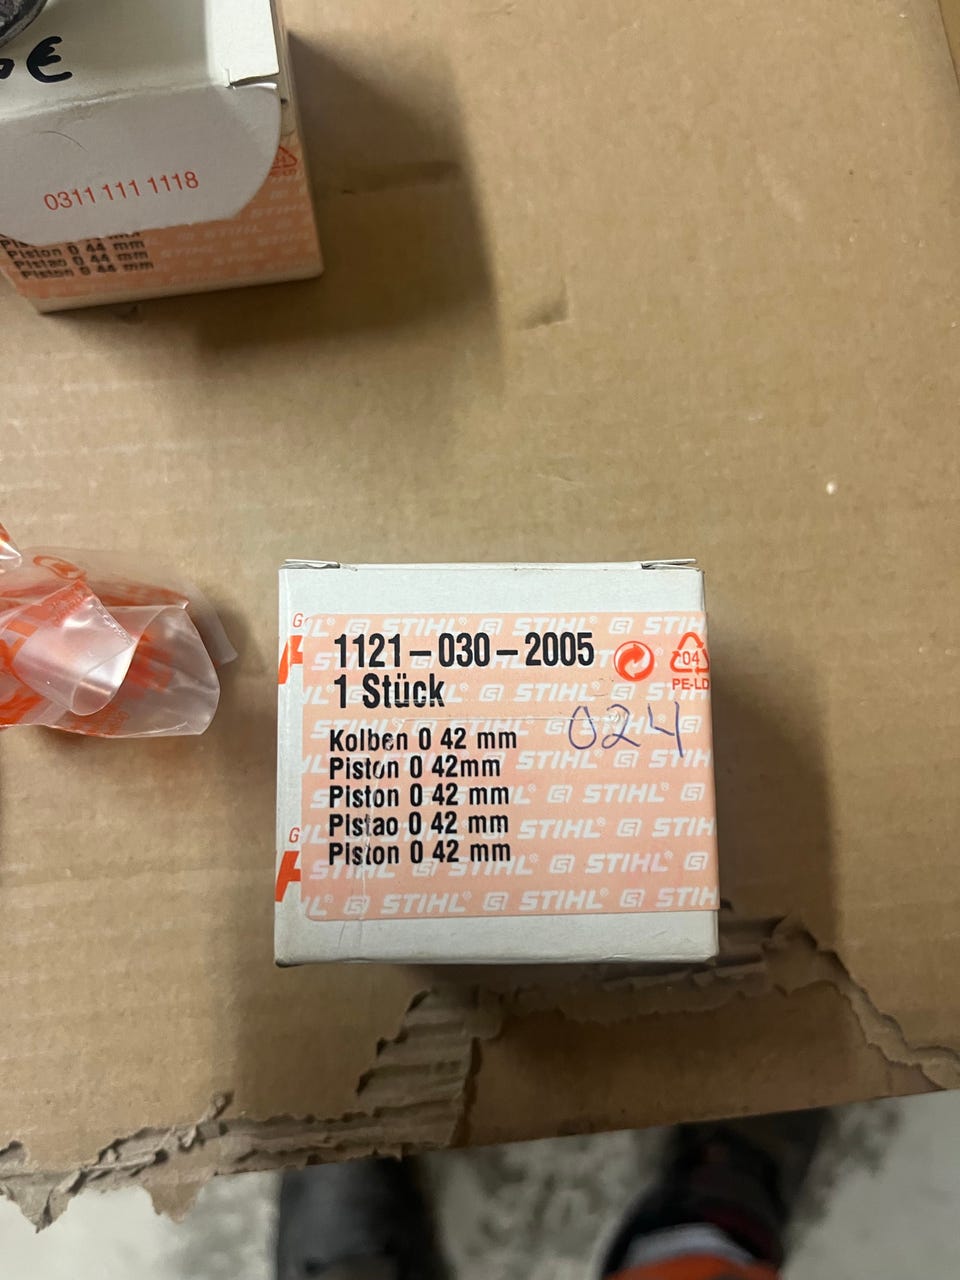 0311 111 1118
Piston 0 44 mm
Pistao 0 44 mm
Piston 0 44 mm
1121-030-2005
1 Stück
024
Kolben 0 42 mm
Piston 0 42mm
Piston 0 42 mm
Pistao 0 42 mm
Piston 0 42 mm
04
PE-LD
STIHL